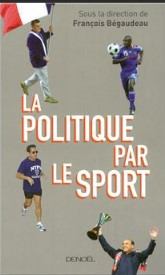 Sous la direction de
François Bégaudeau
LA
POLITIQUE
PAR
LE SPORT
DENOËL